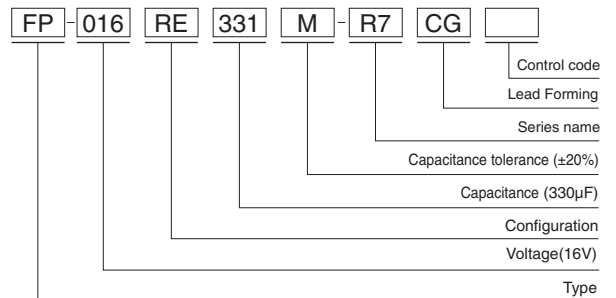 FP - 016 RE 331 M - R7 CG
Control code
Lead Forming
Series name
Capacitance tolerance (±20%)
Capacitance (330µF)
Configuration
Voltage(16V)
Type